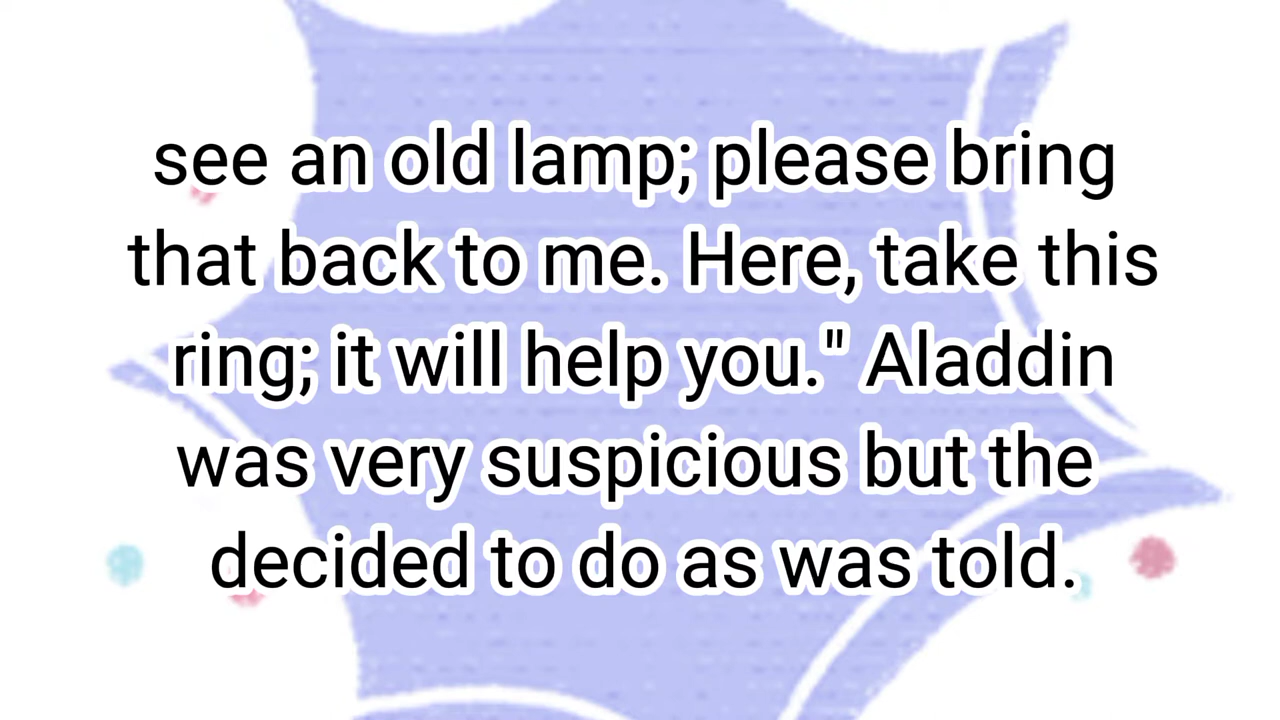 see an old lamp; please bring
that back to me. Here, take this
ring; it will help you." Aladdin
was very suspicious but the
decided to do as was told.